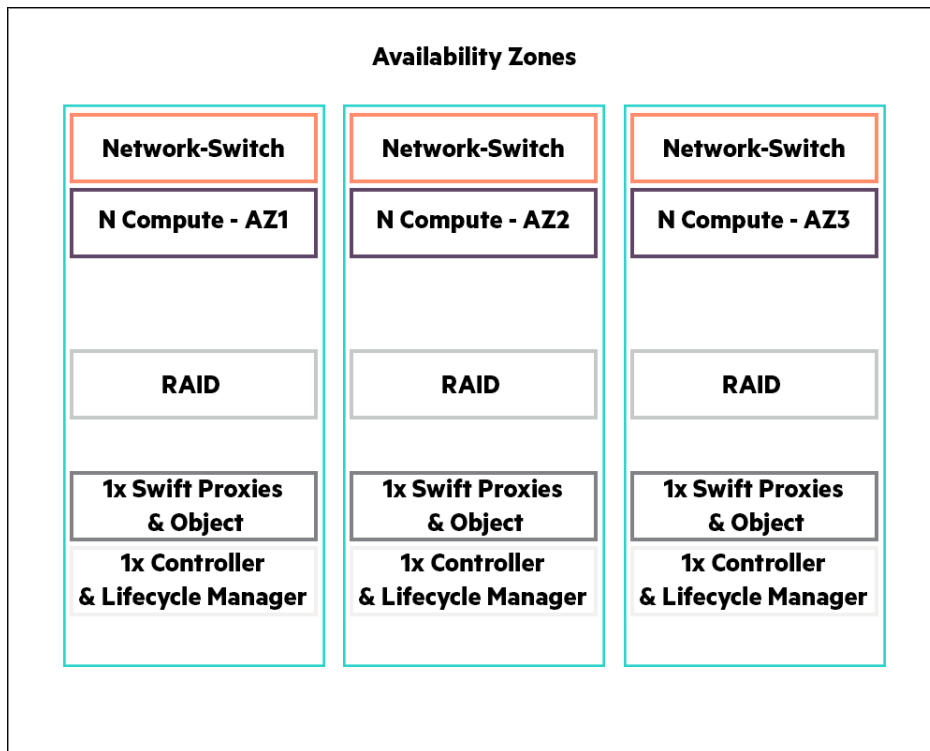 Availability Zones
Network-Switch
N Compute - AZ1
RAID
1x Swift Proxies
& Object
1x Controller
& Lifecycle Manager
Network-Switch
N Compute - AZ2
RAID
1x Swift Proxies
& Object
1x Controller
& Lifecycle Manager
Network-Switch
N Compute - AZ3
RAID
1x Swift Proxies
& Object
1x Controller
& Lifecycle Manager